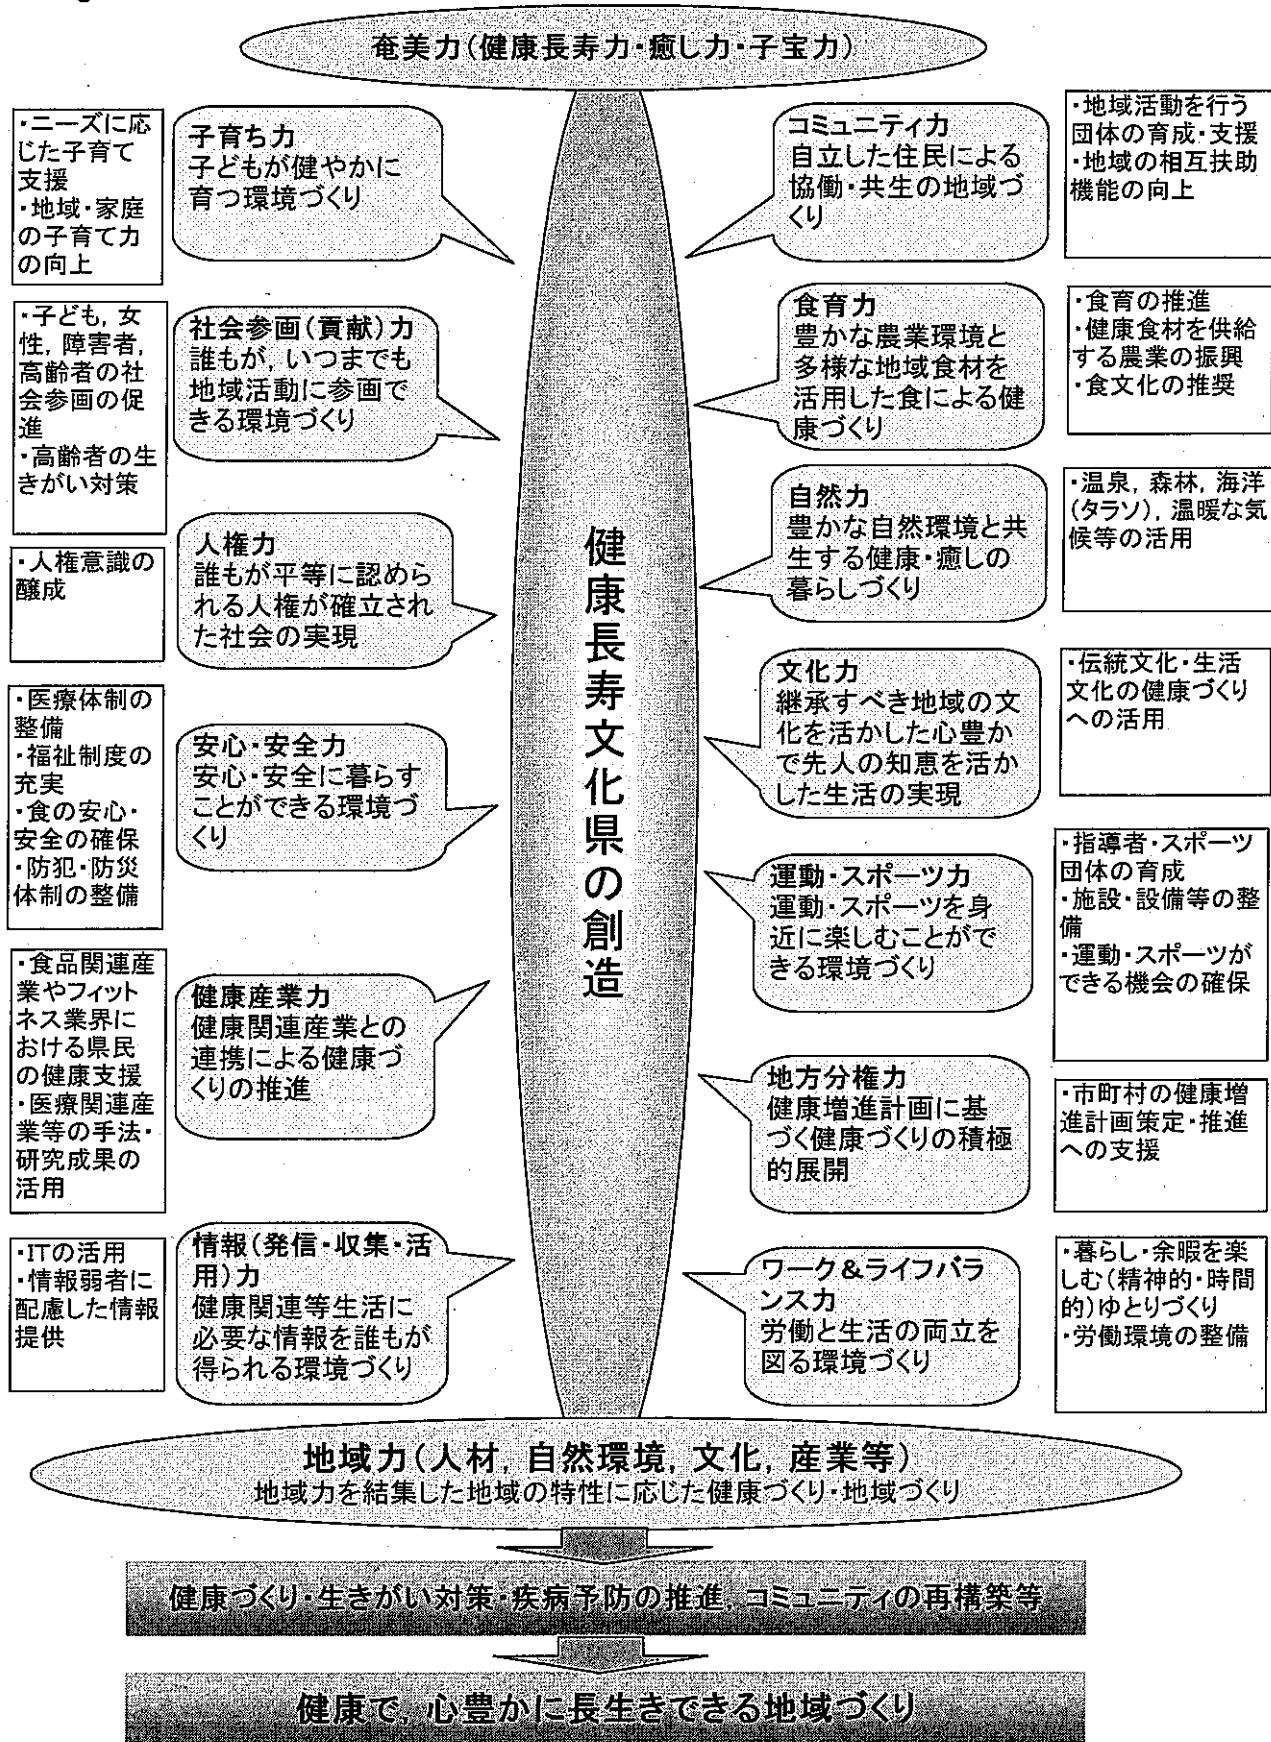 奄美力(健康長寿力・癒し力・子宝力)
・ニーズに応
じた子育て
支援
・地域・家庭
の子育て力
の向上
子育ち力
子どもが健やかに
育つ環境づくり
・子ども, 女
性, 障害者,
高齢者の社
会参画の促
進
・高齢者の生
きがい対策
社会参画(貢献)力
誰もが, いつまでも
地域活動に参画で
きる環境づくり
・人権意識の
醸成
人権力
誰もが平等に認めら
れる人権が確立され
た社会の実現
・医療体制の
整備
・福祉制度の
充実
・食の安心・
安全の確保
・防犯・防災
体制の整備
安心・安全力
安心・安全に暮らす
ことができる環境づ
くり
・食品関連産
業やフィット
ネス業界に
おける県民
の健康支援
・医療関連産
業等の手法・
研究成果の
活用
健康産業力
健康関連産業との
連携による健康づ
くりの推進
・ITの活用
・情報弱者に
配慮した情報
提供
情報(発信・収集・活
用)力
健康関連等生活に
必要な情報を誰もが
得られる環境づくり
健康長寿文化県の創造
コミュニティ力
自立した住民による
協働・共生の地域づ
くり
・地域活動を行う
団体の育成・支援
・地域の相互扶助
機能の向上
食育力
豊かな農業環境と
多様な地域食材を
活用した食による健
康づくり
・食育の推進
・健康食材を供給
する農業の振興
・食文化の推奨
自然力
豊かな自然環境と共
生する健康・癒しの
暮らしづくり
・温泉, 森林, 海洋
(タラソ), 温暖な気
候等の活用
文化力
継承すべき地域の文
化を活かした心豊か
で先人の知恵を活か
した生活の実現
・伝統文化・生活
文化の健康づくり
への活用
運動・スポーツ力
運動・スポーツを身
近に楽しむことがで
きる環境づくり
・指導者・スポーツ
団体の育成
・施設・設備等の整
備
・運動・スポーツが
できる機会の確保
地方分権力
健康増進計画に基
づく健康づくりの積極
的展開
・市町村の健康増
進計画策定・推進
への支援
ワーク&ライフバラ
ンス力
労働と生活の両立を
図る環境づくり
・暮らし・余暇を楽
しむ(精神的・時間
的)ゆとりづくり
・労働環境の整備
地域力(人材, 自然環境, 文化, 産業等)
地域力を結集した地域の特性に応じた健康づくり・地域づくり
健康づくり・生きがい対策・疾病予防の推進, コミュニティの再構築等
健康で, 心豊かに長生きできる地域づくり